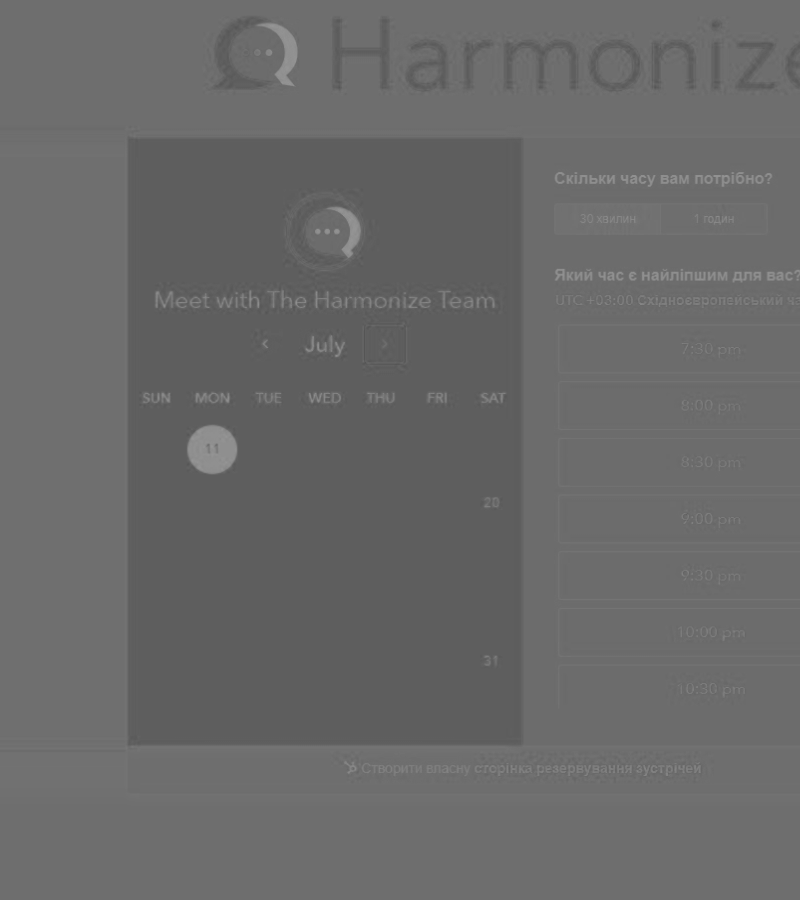 Harmonize
Meet with The Harmonize Team
July
SUN MON TUE WED THU FRI SAT
11
20
31
Скільки часу вам потрібно?
30 хвилин 1 годин
Який час є найліпшим для вас?
UTC +03:00 Східноєвропейський
7:30 pm
8:00 pm
8:30 pm
9:00 pm
9:30 pm
10:00 pm
10:30 pm
Створити власну сторінка резервування зустрічей